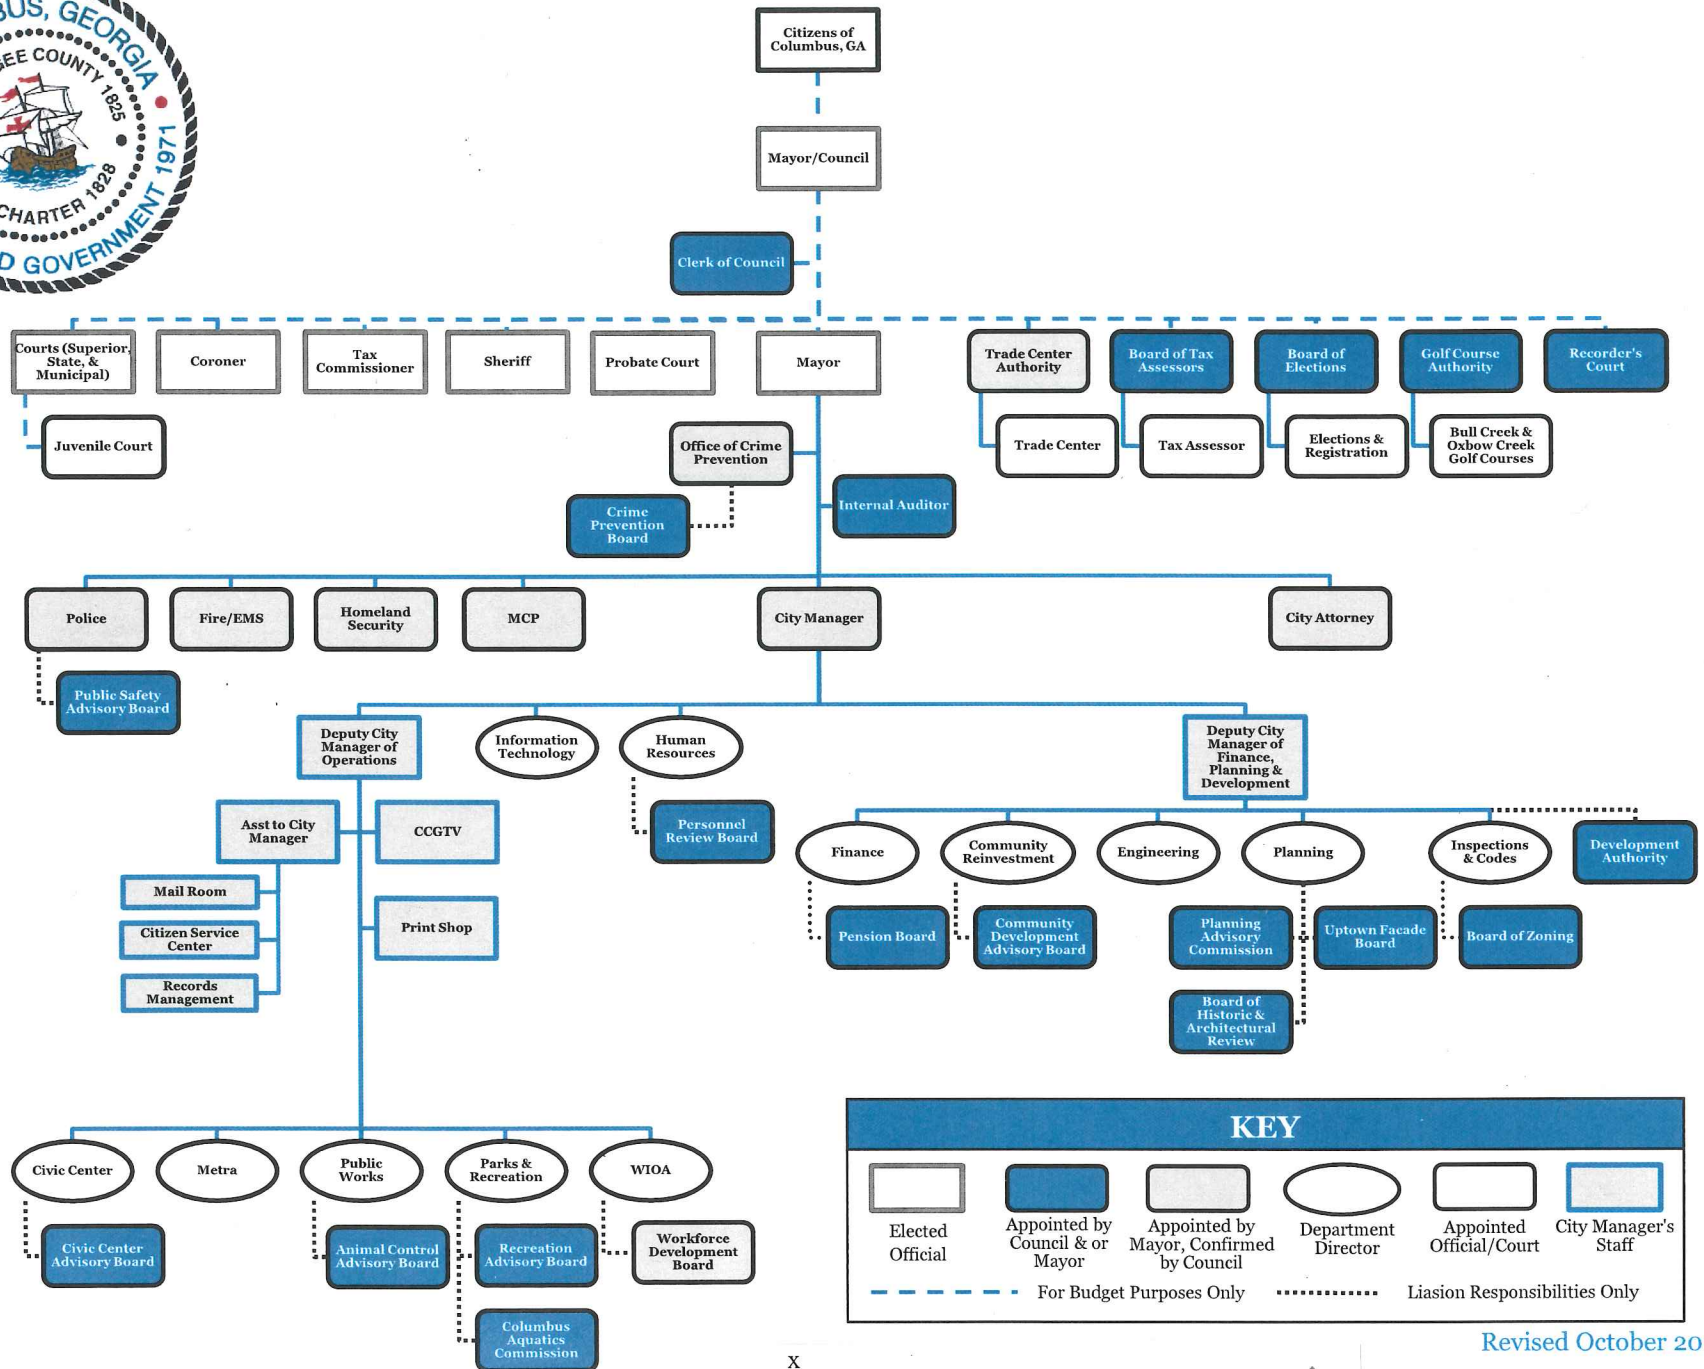 BUS, GEORGIA
GEE COUNTY 1825
CHARTER 1828
D GOVERNMENT 1971
Citizens of
Columbus, GA
Mayor/Council
Clerk of Council
Courts (Superior,
State, &
Municipal)
Coroner
Tax
Commissioner
Sheriff
Probate Court
Mayor
Trade Center
Authority
Board of Tax
Assessors
Board of
Elections
Golf Course
Authority
Recorder's
Court
Juvenile Court
Office of Crime
Prevention
Trade Center
Tax Assessor
Elections &
Registration
Bull Creek &
Oxbow Creek
Golf Courses
Crime
Prevention
Board
Internal Auditor
Police
Fire/EMS
Homeland
Security
MCP
City Manager
City Attorney
Public Safety
Advisory Board
Deputy City
Manager of
Operations
Information
Technology
Human
Resources
Deputy City
Manager of
Finance,
Planning &
Development
Asst to City
Manager
CCGTV
Personnel
Review Board
Finance
Community
Reinvestment
Engineering
Planning
Inspections
& Codes
Development
Authority
Mail Room
Citizen Service
Center
Records
Management
Print Shop
Pension Board
Community
Development
Advisory Board
Planning
Advisory
Commission
Uptown Facade
Board
Board of Zoning
Board of
Historic &
Architectural
Review
Civic Center
Metra
Public
Works
Parks &
Recreation
WIOA
Civic Center
Advisory Board
Animal Control
Advisory Board
Recreation
Advisory Board
Workforce
Development
Board
Columbus
Aquatics
Commission
KEY
Elected
Official
Appointed by
Council & or
Mayor
Appointed by
Mayor, Confirmed
by Council
Department
Director
Appointed
Official/Court
City Manager's
Staff
For Budget Purposes Only
Liasion Responsibilities Only
Revised October 20
x